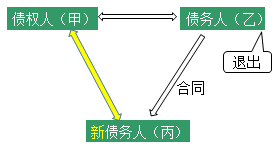 债权人（甲）
债务人（乙）
退出
合同
新债务人（丙）